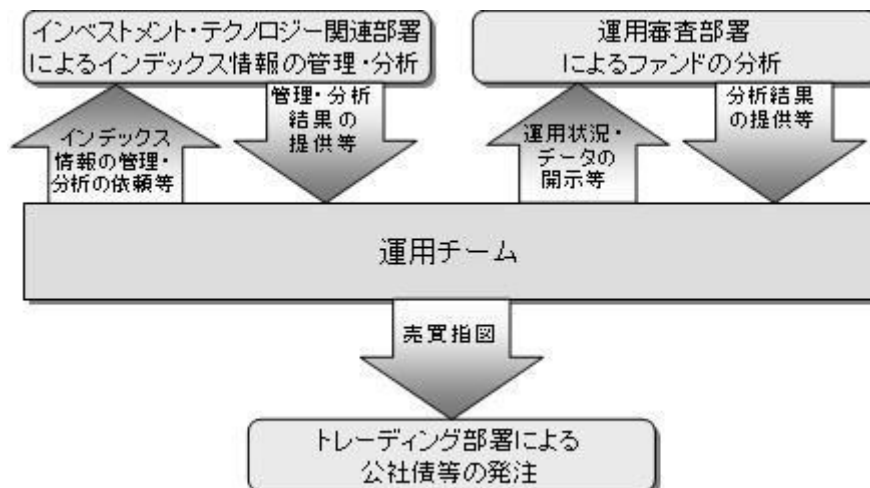 インベストメント・テクノロジー関連部署
によるインデックス情報の管理・分析
運用審査部署
によるファンドの分析
インデックス
情報の管理・
分析の依頼等
管理・分析
結果の
提供等
運用状況・
データの
開示等
分析結果
の提供等
運用チーム
売買指図
トレーディング部署による
公社債等の発注